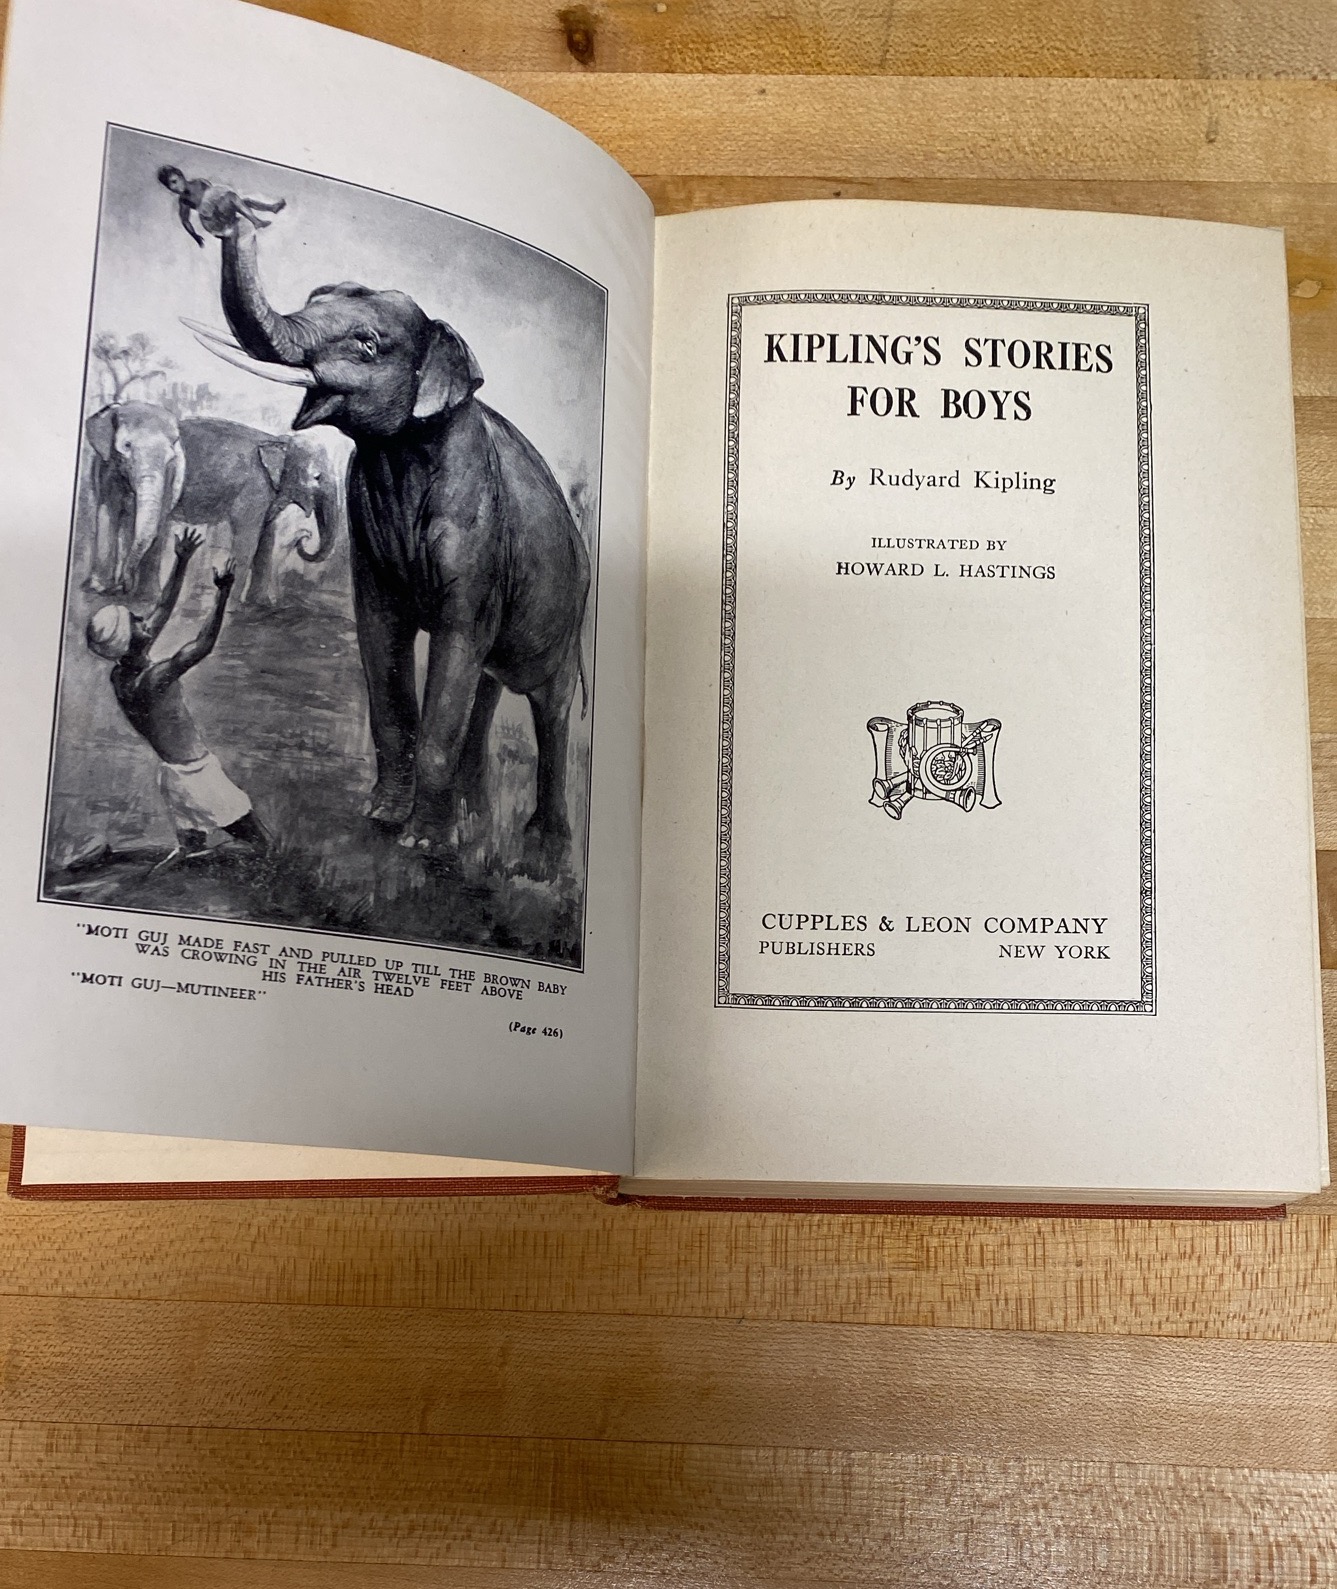 "MOTI GUJ MADE FAST AND PULLED UP TILL THE BROWN BABY
WAS CROWING IN THE AIR TWELVE FEET ABOVE
HIS FATHER'S HEAD
"MOTI GUJ—MUTINEER"
(Page 426)
KIPLING'S STORIES
FOR BOYS
By Rudyard Kipling
ILLUSTRATED BY
HOWARD L. HASTINGS
CUPPLES & LEON COMPANY
PUBLISHERS NEW YORK